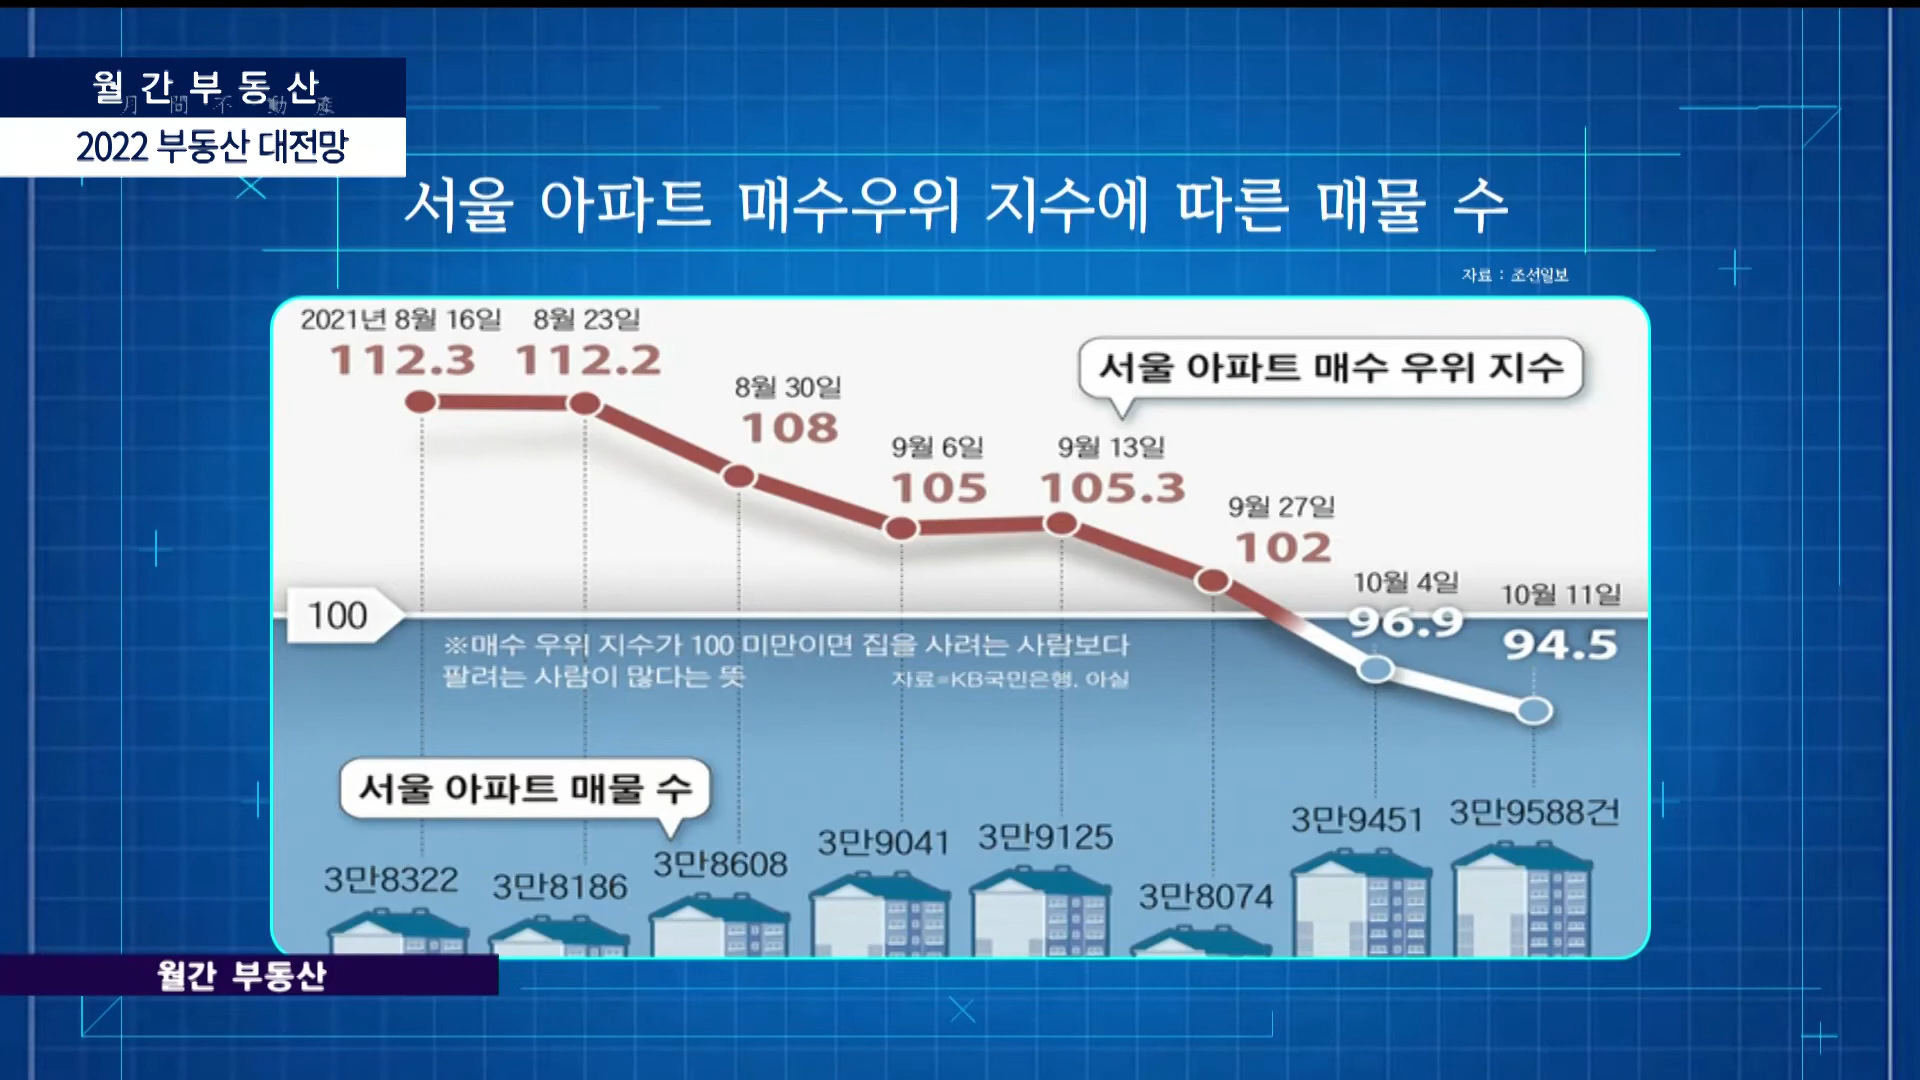 월간부동산
月間不動産
2022 부동산 대전망
서울 아파트 매수우위 지수에 따른 매물 수
자료 : 조선일보
2021년 8월 16일
112.3
8월 23일
112.2
8월 30일
108
9월 6일
105
9월 13일
105.3
9월 27일
102
10월 4일
96.9
10월 11일
94.5
서울 아파트 매수 우위 지수
100
※매수 우위 지수가 100 미만이면 집을 사려는 사람보다
팔려는 사람이 많다는 뜻
자료=KB국민은행, 아실
서울 아파트 매물 수
3만8322
3만8186
3만8608
3만9041
3만9125
3만8074
3만9451
3만9588건
월간 부동산